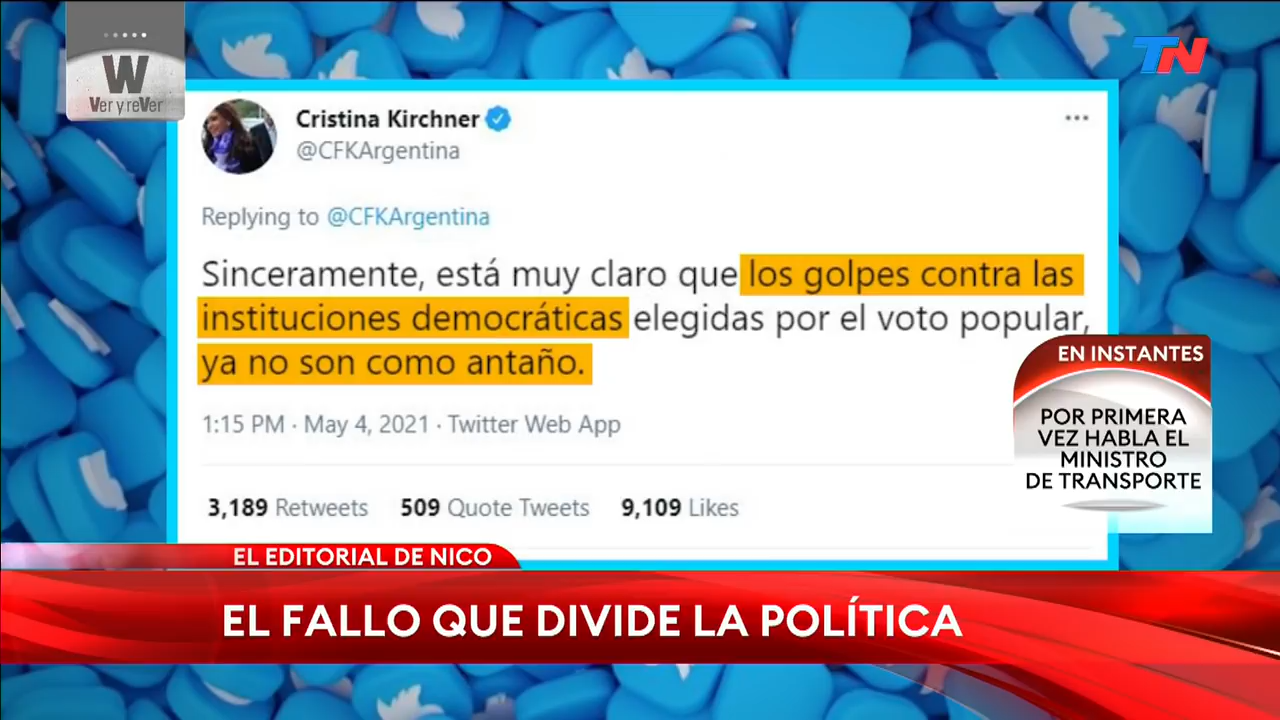 W
Ver y reVer
TN
Cristina Kirchner
@CFKArgentina
Replying to @CFKArgentina
Sinceramente, está muy claro que los golpes contra las
instituciones democráticas elegidas por el voto popular,
ya no son como antaño.
1:15 PM · May 4, 2021 · Twitter Web App
3,189 Retweets 509 Quote Tweets 9,109 Likes
EN INSTANTES
POR PRIMERA
VEZ HABLA EL
MINISTRO
DE TRANSPORTE
EL EDITORIAL DE NICO
EL FALLO QUE DIVIDE LA POLÍTICA